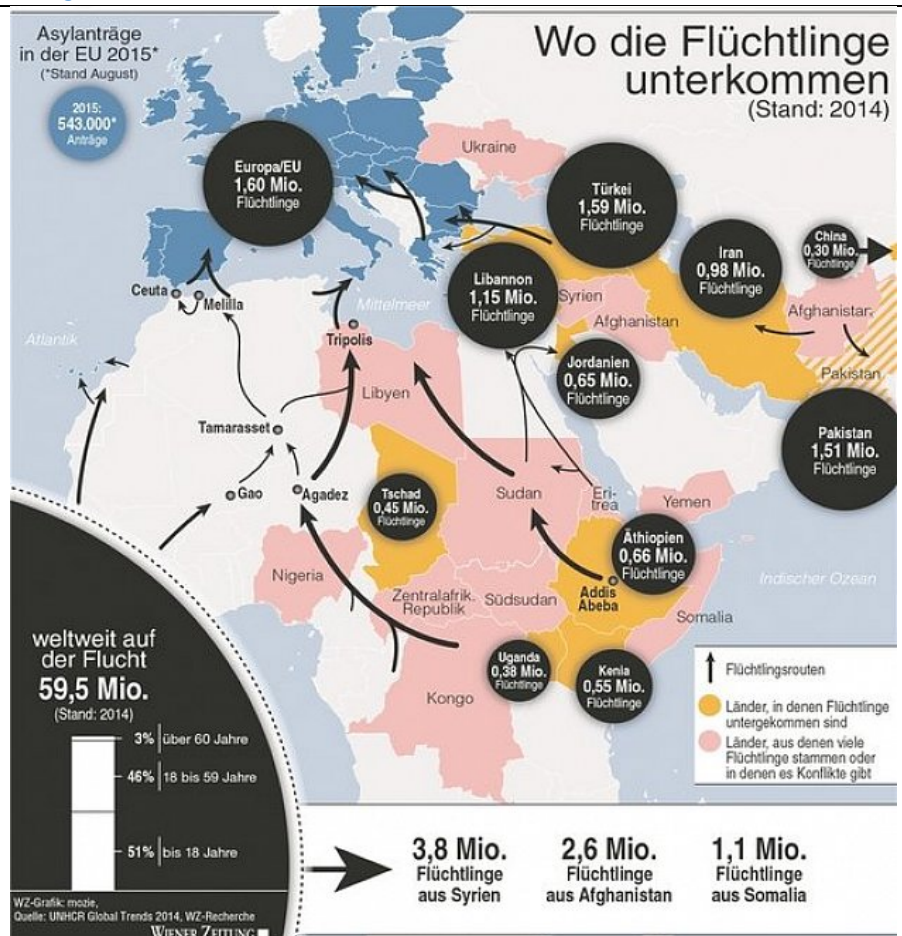 Asylanträge
in der EU 2015*
(*Stand August)
2015:
543.000*
Anträge
Wo die Flüchtlinge
unterkommen
(Stand: 2014)
Europa/EU
1,60 Mio.
Flüchtlinge
Ukraine
Türkei
1,59 Mio.
Flüchtlinge
Iran
0,98 Mio.
Flüchtlinge
China
0,30 Mio.
Flüchtlinge
Libannon
1,15 Mio.
Flüchtlinge
Syrien
Afghanistan
Afghanistan
Pakistan
Jordanien
0,65 Mio.
Flüchtlinge
Pakistan
1,51 Mio.
Flüchtlinge
Ceuta
Melilla
Mittelmeer
Atlantik
Tripolis
Libyen
Tamarasset
Gao
Agadez
Tschad
0,45 Mio.
Flüchtlinge
Sudan
Eri-
trea
Yemen
Äthiopien
0,66 Mio.
Flüchtlinge
Addis
Abeba
Indischer Ozean
Nigeria
Zentralafrik.
Republik
Südsudan
Somalia
Uganda
0,38 Mio.
Flüchtlinge
Kenia
0,55 Mio.
Flüchtlinge
Kongo
Flüchtlingsrouten
Länder, in denen Flüchtlinge
untergekommen sind
Länder, aus denen viele
Flüchtlinge stammen oder
in denen es Konflikte gibt
weltweit auf
der Flucht
59,5 Mio.
(Stand: 2014)
3% über 60 Jahre
46% 18 bis 59 Jahre
51% bis 18 Jahre
3,8 Mio.
Flüchtlinge
aus Syrien
2,6 Mio.
Flüchtlinge
aus Afghanistan
1,1 Mio.
Flüchtlinge
aus Somalia
WZ-Grafik: mozie,
Quelle: UNHCR Global Trends 2014, WZ-Recherche
WIENER ZEITUNG